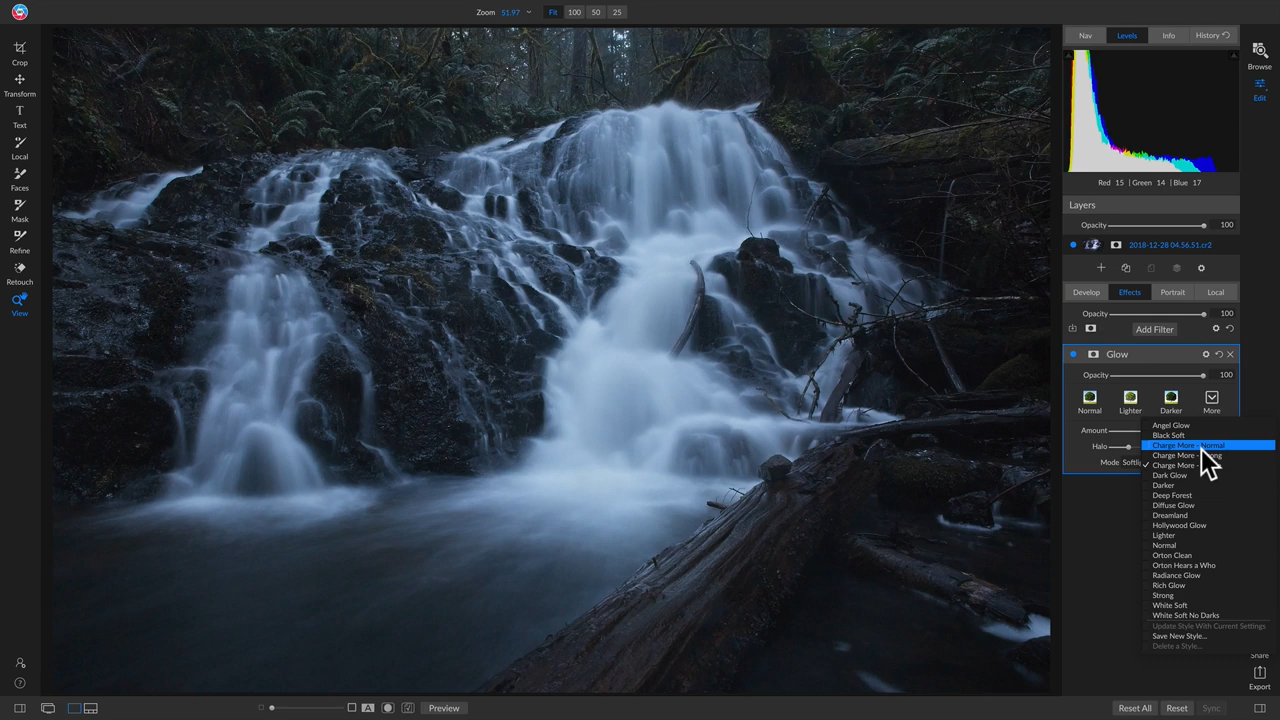 Zoom 51.97 Fit 100 50 25
Crop
Transform
Text
Local
Faces
Mask
Refine
Retouch
View
Nav Levels Info History
Red 15 | Green 14 | Blue 17
Layers
Opacity 100
2018-12-28 04.56.51.cr2
Develop Effects Portrait Local
Opacity 100
Add Filter
Glow
Opacity 100
Normal Lighter Darker More
Amount
Halo
Mode
Angel Glow
Black Soft
Charge More - Normal
Charge More -
Charge More -
Dark Glow
Darker
Deep Forest
Diffuse Glow
Dreamland
Hollywood Glow
Lighter
Normal
Orton Clean
Orton Hears a Who
Radiance Glow
Rich Glow
Strong
White Soft
White Soft No Darks
Update Style With Current Settings
Save New Style...
Delete a Style...
Browse
Edit
Share
Export
A
Preview
Reset All Reset Sync